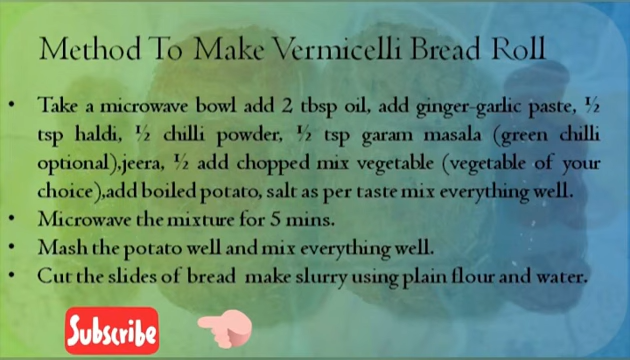 Method To Make Vermicelli Bread Roll
• Take a microwave bowl add 2 tbsp oil, add ginger-garlic paste, ½
tsp haldi, ½ chilli powder, ½ tsp garam masala (green chilli
optional),jeera, ½ add chopped mix vegetable (vegetable of your
choice),add boiled potato, salt as per taste mix everything well.
• Microwave the mixture for 5 mins.
• Mash the potato well and mix everything well.
• Cut the slides of bread make slurry using plain flour and water.
Subscribe